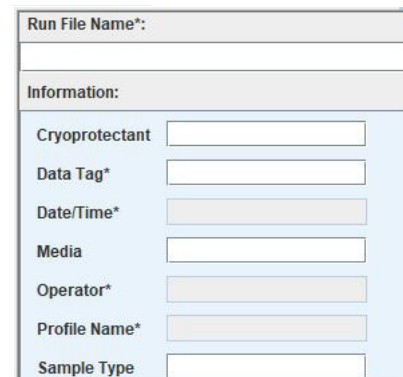 Run File Name*:
Information:
Cryoprotectant
Data Tag*
Date/Time*
Media
Operator*
Profile Name*
Sample Type